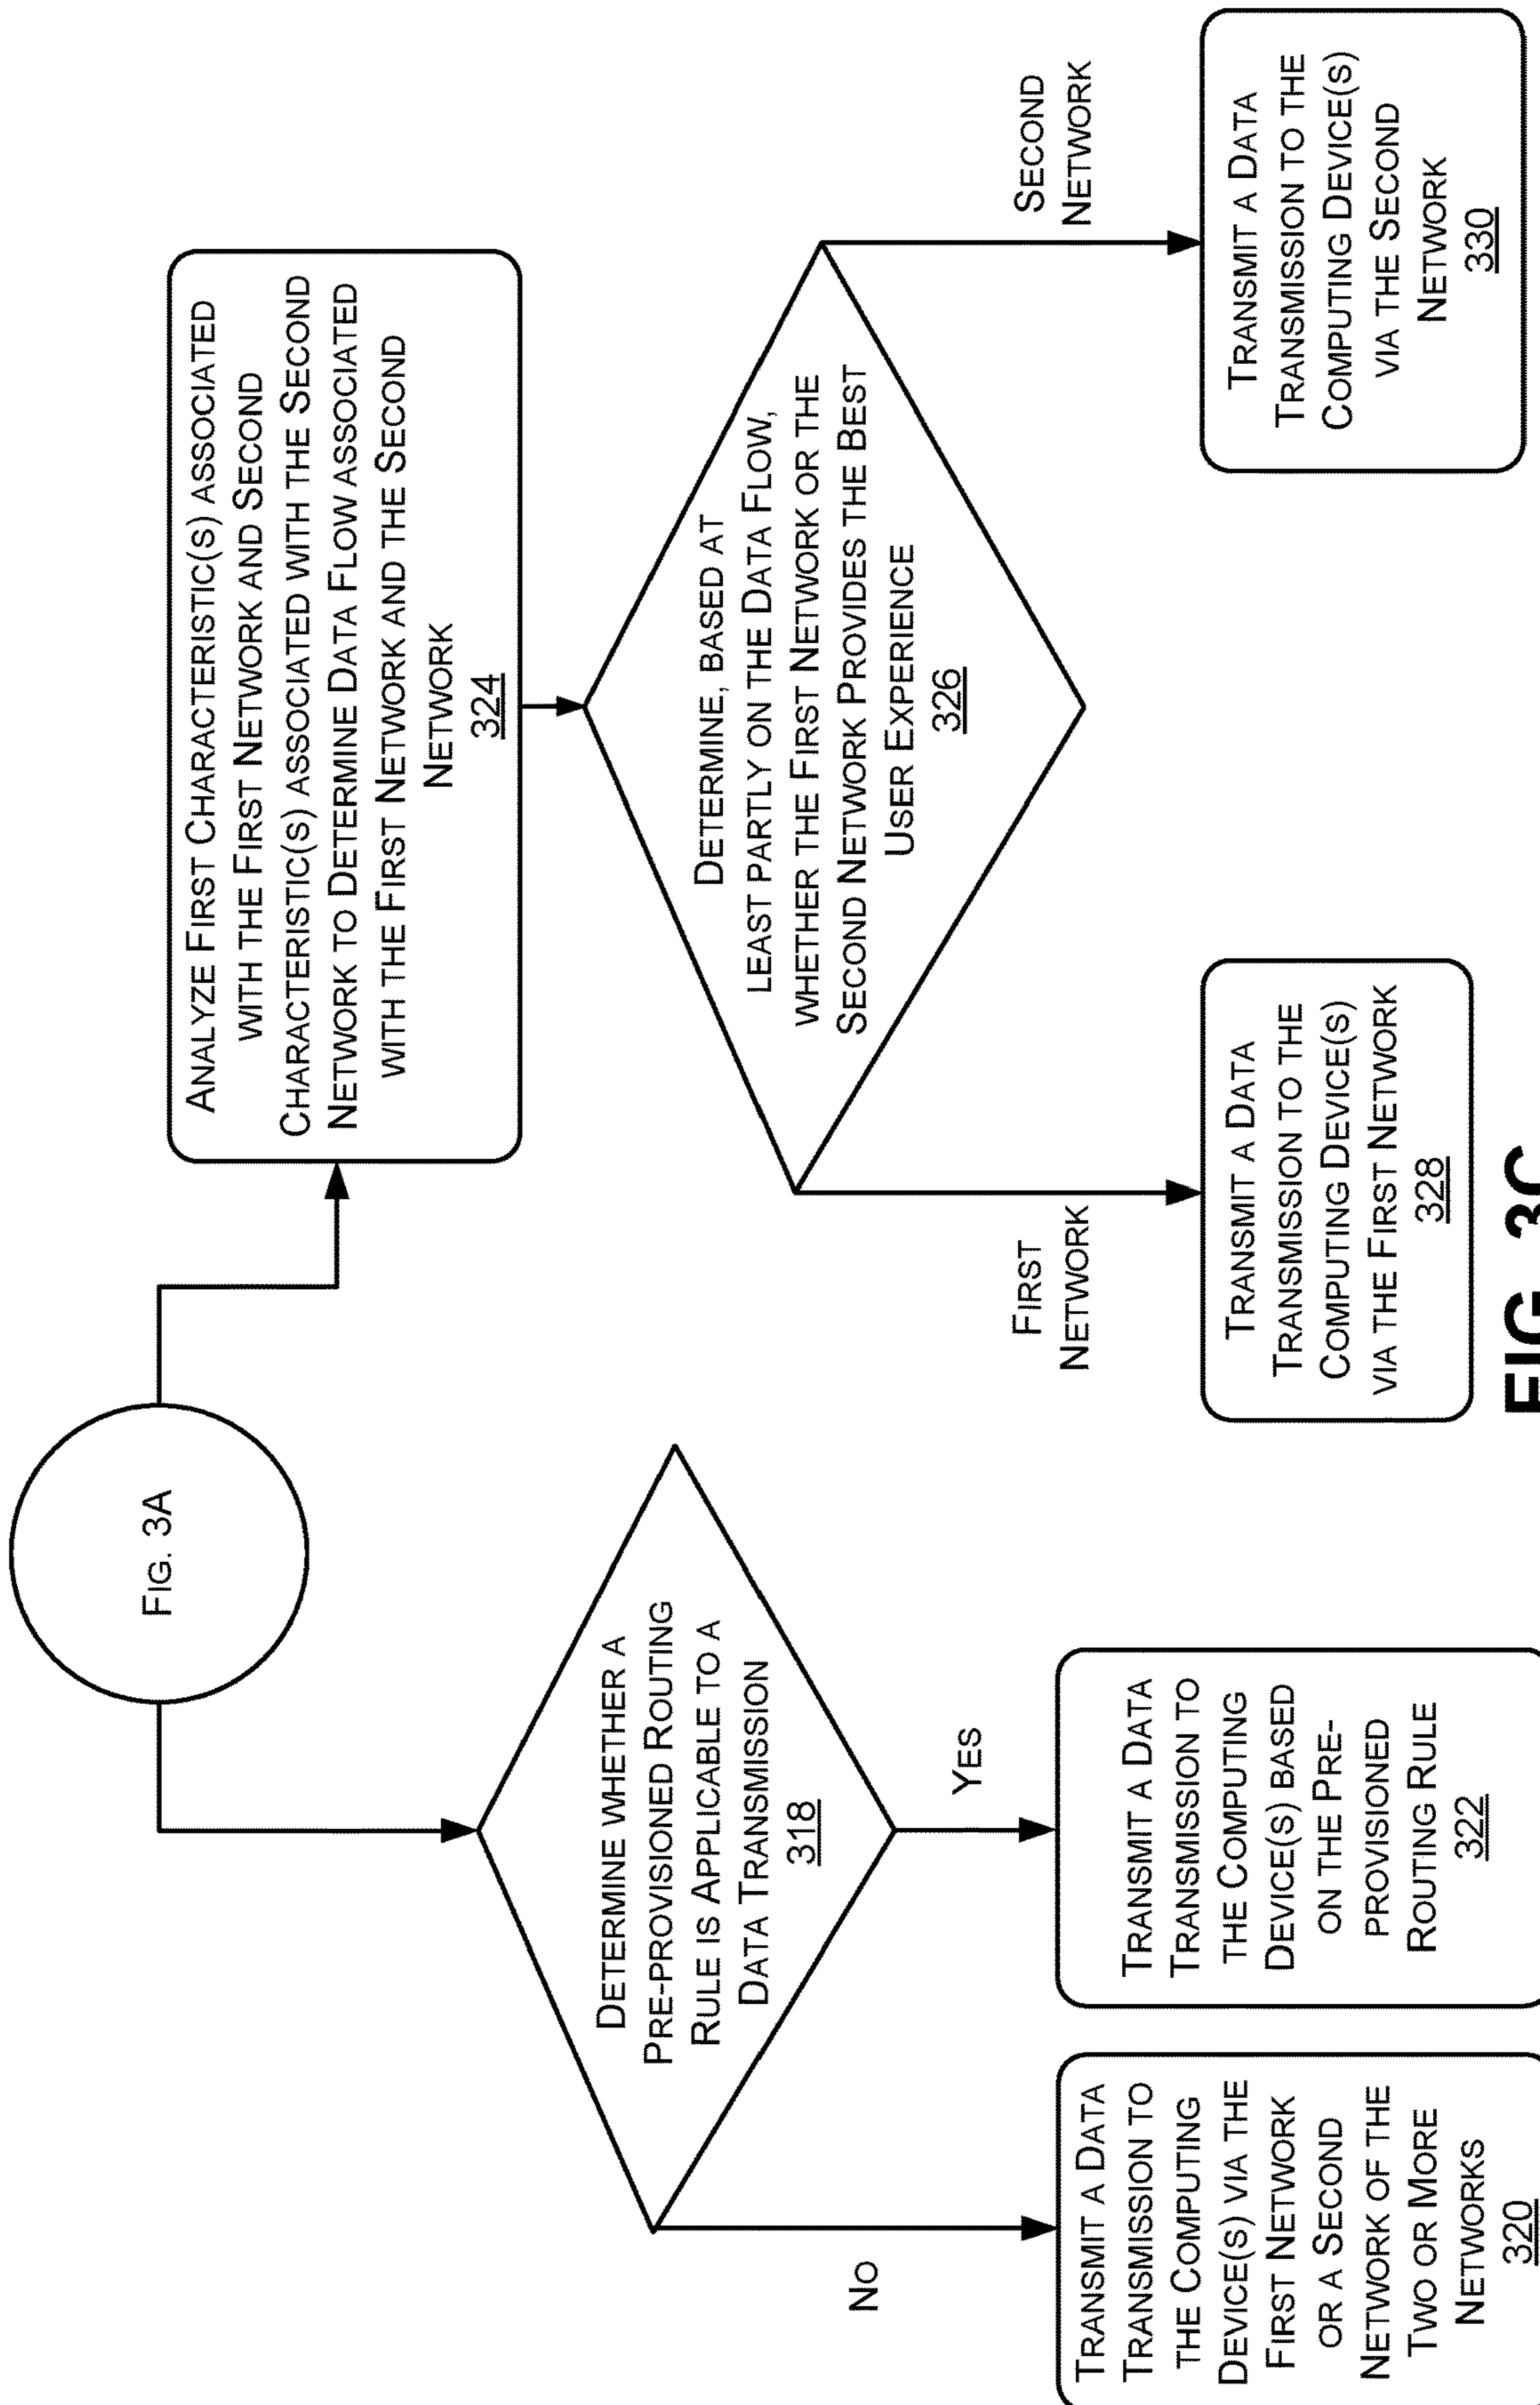 FIG. 3A
DETERMINE WHETHER A
PRE-PROVISIONED ROUTING
RULE IS APPLICABLE TO A
DATA TRANSMISSION
318
NO
YES
TRANSMIT A DATA
TRANSMISSION TO
THE COMPUTING
DEVICE(S) VIA THE
FIRST NETWORK
OR A SECOND
NETWORK OF THE
TWO OR MORE
NETWORKS
320
TRANSMIT A DATA
TRANSMISSION TO
THE COMPUTING
DEVICE(S) BASED
ON THE PRE-
PROVISIONED
ROUTING RULE
322
ANALYZE FIRST CHARACTERISTIC(S) ASSOCIATED
WITH THE FIRST NETWORK AND SECOND
CHARACTERISTIC(S) ASSOCIATED WITH THE SECOND
NETWORK TO DETERMINE DATA FLOW ASSOCIATED
WITH THE FIRST NETWORK AND THE SECOND
NETWORK
324
DETERMINE, BASED AT
LEAST PARTLY ON THE DATA FLOW,
WHETHER THE FIRST NETWORK OR THE
SECOND NETWORK PROVIDES THE BEST
USER EXPERIENCE
326
FIRST
NETWORK
SECOND
NETWORK
TRANSMIT A DATA
TRANSMISSION TO THE
COMPUTING DEVICE(S)
VIA THE FIRST NETWORK
328
TRANSMIT A DATA
TRANSMISSION TO THE
COMPUTING DEVICE(S)
VIA THE SECOND
NETWORK
330
FIG. 3C